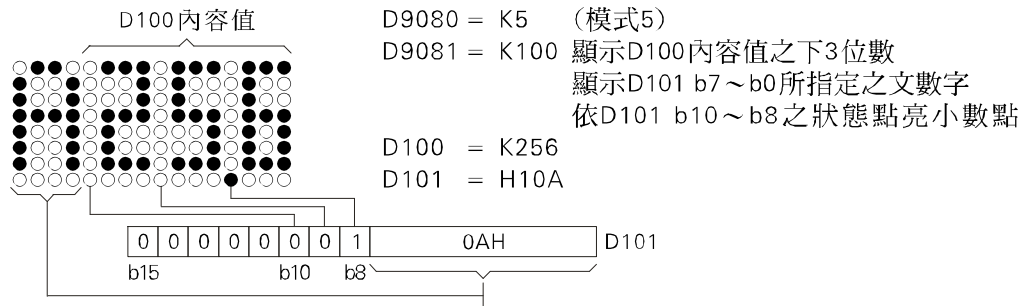 D100內容值
D9080 = K5 (模式5)
D9081 = K100 顯示D100內容值之下3位數
顯示D101 b7～b0所指定之文數字
依D101 b10～b8之狀態點亮小數點
D100 = K256
D101 = H10A
0 0 0 0 0 0 0 1 0AH D101
b15 b10 b8